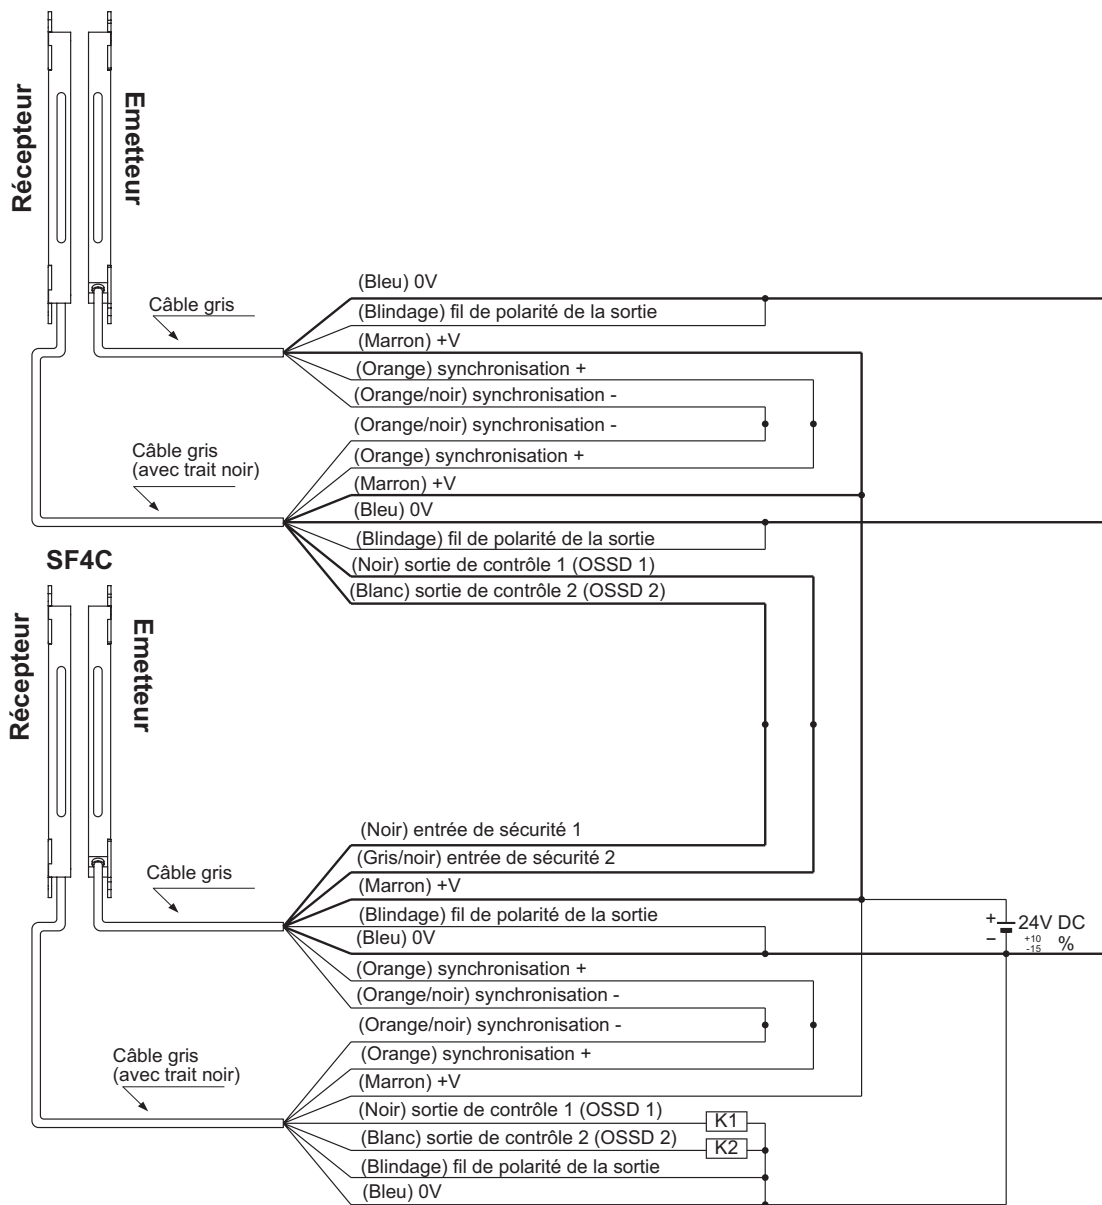 Récepteur
Emetteur
(Bleu) 0V
Câble gris
(Blindage) fil de polarité de la sortie
(Marron) +V
(Orange) synchronisation +
(Orange/noir) synchronisation -
(Orange/noir) synchronisation -
Câble gris
(avec trait noir)
(Orange) synchronisation +
(Marron) +V
(Bleu) 0V
(Blindage) fil de polarité de la sortie
SF4C
(Noir) sortie de contrôle 1 (OSSD 1)
(Blanc) sortie de contrôle 2 (OSSD 2)
Récepteur
Emetteur
(Noir) entrée de sécurité 1
(Gris/noir) entrée de sécurité 2
Câble gris
(Marron) +V
(Blindage) fil de polarité de la sortie
+ 24V DC
- +10 -15 %
(Bleu) 0V
(Orange) synchronisation +
(Orange/noir) synchronisation -
(Orange/noir) synchronisation -
Câble gris
(avec trait noir)
(Orange) synchronisation +
(Marron) +V
(Noir) sortie de contrôle 1 (OSSD 1)
K1
(Blanc) sortie de contrôle 2 (OSSD 2)
K2
(Blindage) fil de polarité de la sortie
(Bleu) 0V